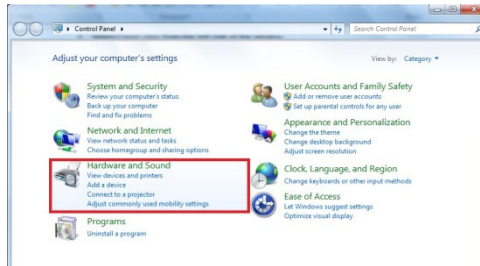 Control Panel
Search Control Panel
Adjust your computer's settings
View by: Category
System and Security
Review your computer's status
Back up your computer
Find and fix problems
Network and Internet
View network status and tasks
Choose homegroup and sharing options
Hardware and Sound
View devices and printers
Add a device
Connect to a projector
Adjust commonly used mobility settings
Programs
Uninstall a program
User Accounts and Family Safety
Add or remove user accounts
Set up parental controls for any user
Appearance and Personalization
Change the theme
Change desktop background
Adjust screen resolution
Clock, Language, and Region
Change keyboards or other input methods
Ease of Access
Let Windows suggest settings
Optimize visual display